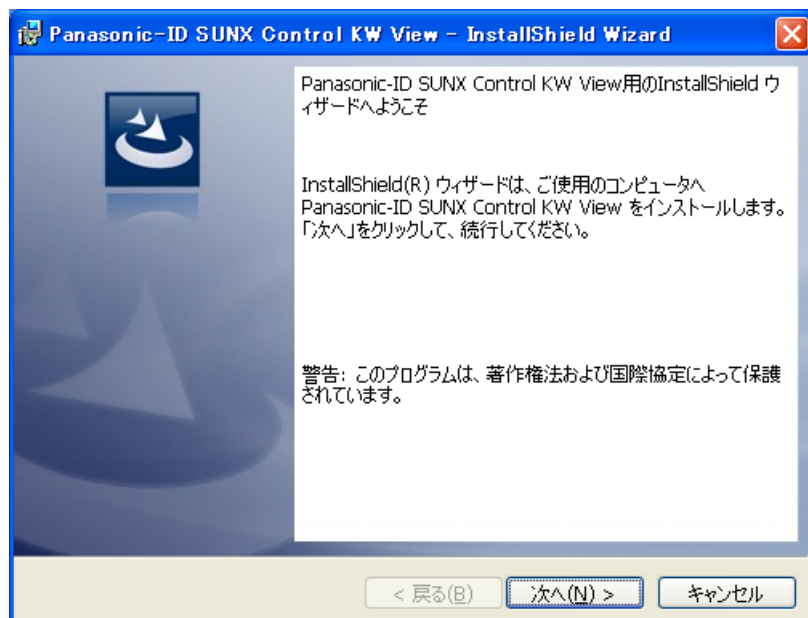 Panasonic-ID SUNX Control KW View - InstallShield Wizard
Panasonic-ID SUNX Control KW View用のInstallShield ウ
ィザードへようこそ
InstallShield(R) ウィザードは、ご使用のコンピュータへ
Panasonic-ID SUNX Control KW View をインストールします。
「次へ」をクリックして、続行してください。
警告: このプログラムは、著作権法および国際協定によって保護
されています。
< 戻る(B)
次へ(N) >
キャンセル